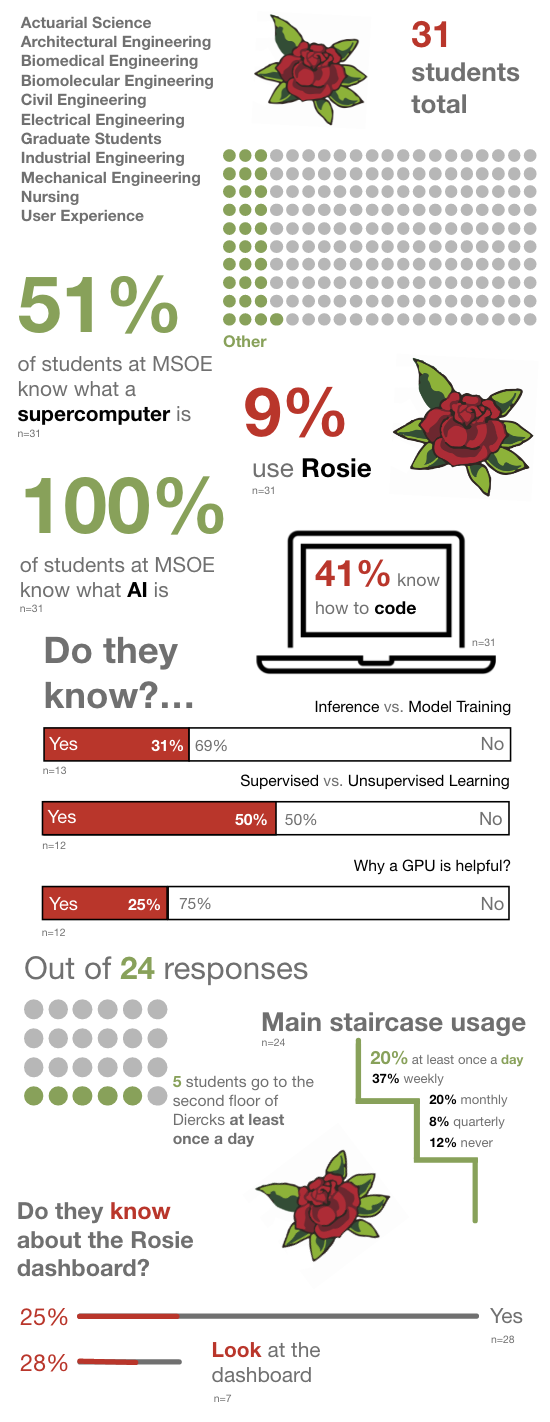 Actuarial Science
Architectural Engineering
Biomedical Engineering
Biomolecular Engineering
Civil Engineering
Electrical Engineering
Graduate Students
Industrial Engineering
Mechanical Engineering
Nursing
User Experience
31
students
total
Other
51%
of students at MSOE
know what a
supercomputer is
n=31
9%
use Rosie
n=31
100%
of students at MSOE
know what AI is
n=31
41% know
how to code
n=31
Do they
know?...
Inference vs. Model Training
Yes 31% 69% No
n=13
Supervised vs. Unsupervised Learning
Yes 50% 50% No
n=12
Why a GPU is helpful?
Yes 25% 75% No
n=12
Out of 24 responses
5 students go to the
second floor of
Diercks at least
once a day
Main staircase usage
n=24
20% at least once a day
37% weekly
20% monthly
8% quarterly
12% never
Do they know
about the Rosie
dashboard?
25% Yes
n=28
28% Look at the
dashboard
n=7